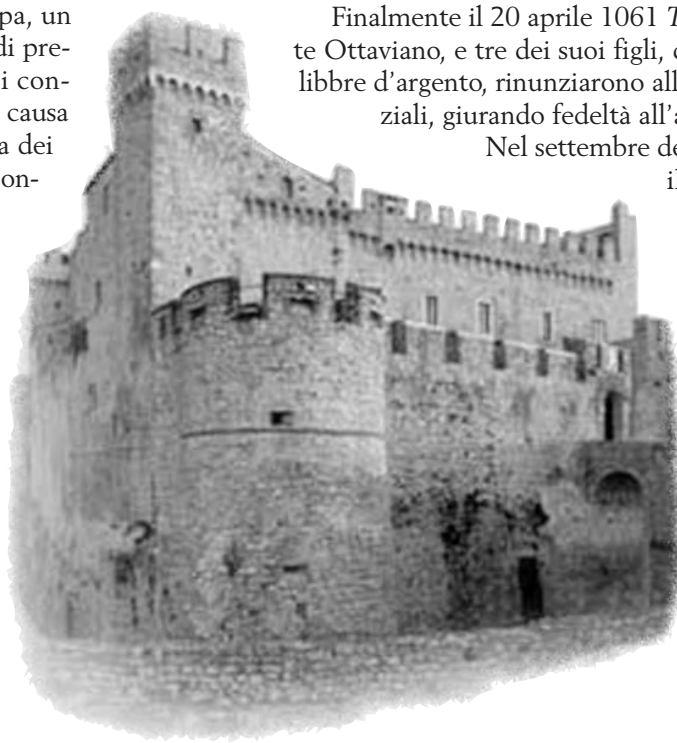 pa, un
di pre-
i con-
causa
a dei
on-
Finalmente il 20 aprile 1061 T
te Ottaviano, e tre dei suoi figli,
libbre d'argento, rinunziarono all
ziali, giurando fedeltà all'a
Nel settembre de
il